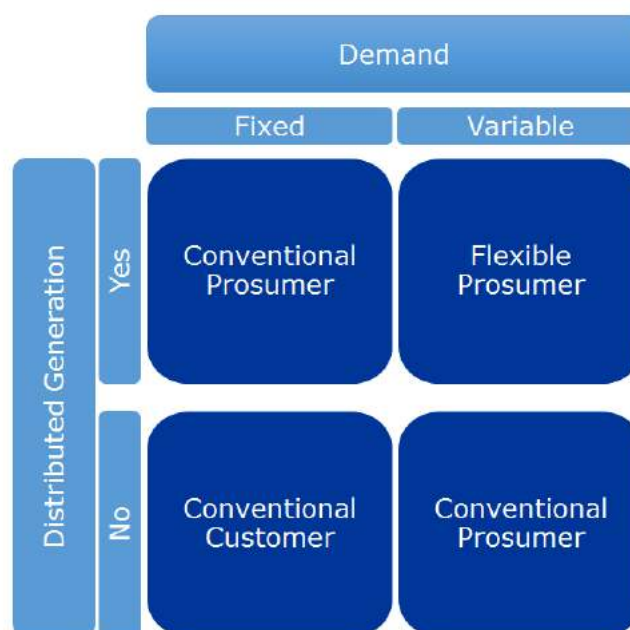 Demand
Fixed
Variable
Distributed Generation
Yes
Conventional
Prosumer
Flexible
Prosumer
No
Conventional
Customer
Conventional
Prosumer